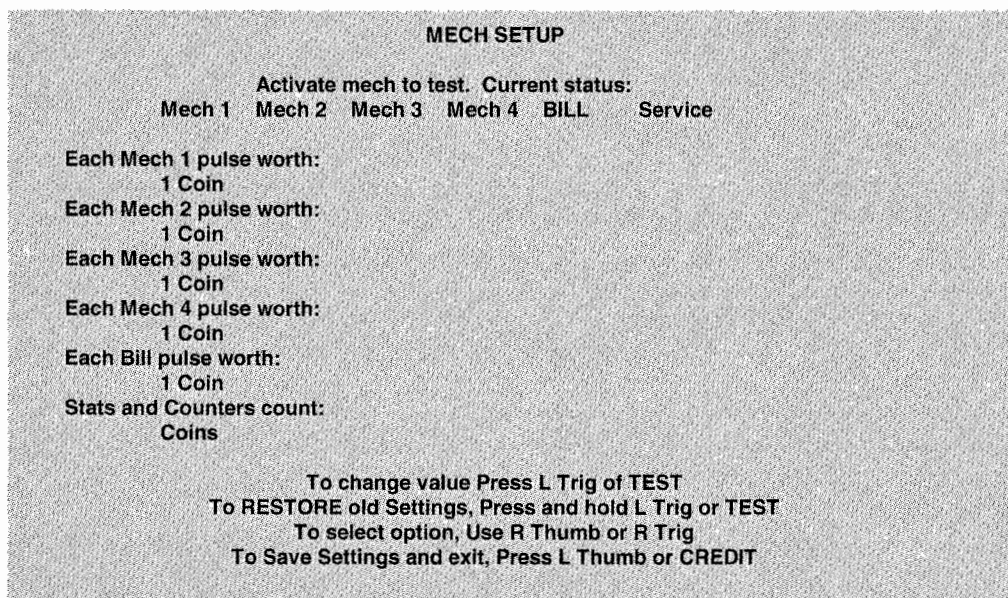 MECH SETUP
Activate mech to test. Current status:
Mech 1 Mech 2 Mech 3 Mech 4 BILL Service
Each Mech 1 pulse worth:
1 Coin
Each Mech 2 pulse worth:
1 Coin
Each Mech 3 pulse worth:
1 Coin
Each Mech 4 pulse worth:
1 Coin
Each Bill pulse worth:
1 Coin
Stats and Counters count:
Coins
To change value Press L Trig of TEST
To RESTORE old Settings, Press and hold L Trig or TEST
To select option, Use R Thumb or R Trig
To Save Settings and exit, Press L Thumb or CREDIT